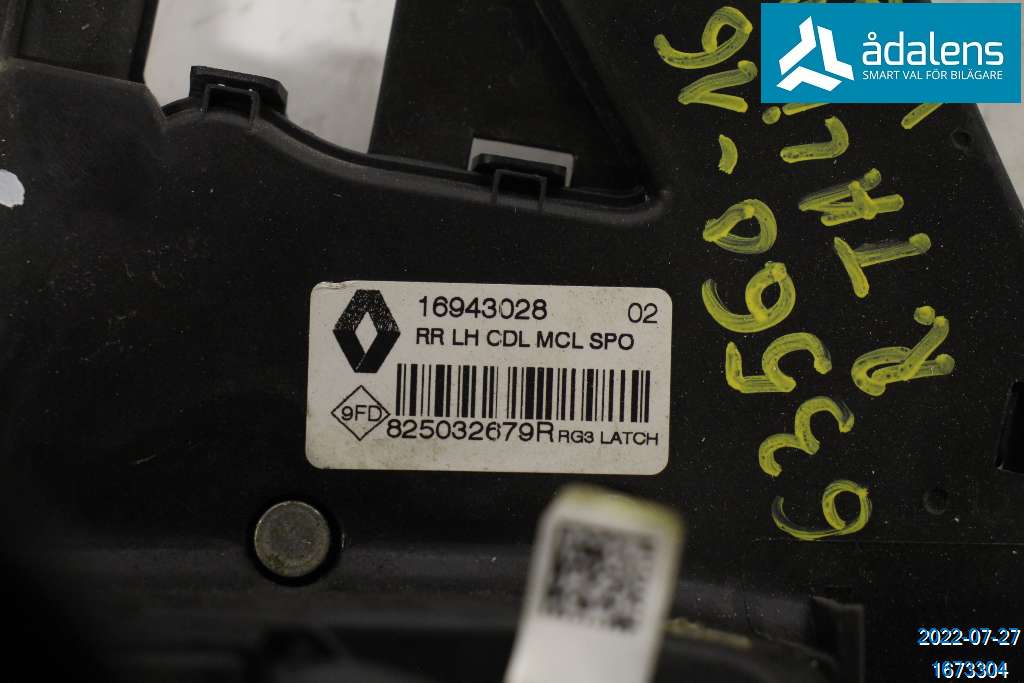 ådalens
SMART VAL FÖR BILÄGARE
16943028 02
RR LH CDL MCL SPO
9FD
825032679R RG3 LATCH
TALI
R
2022-07-27
1673304